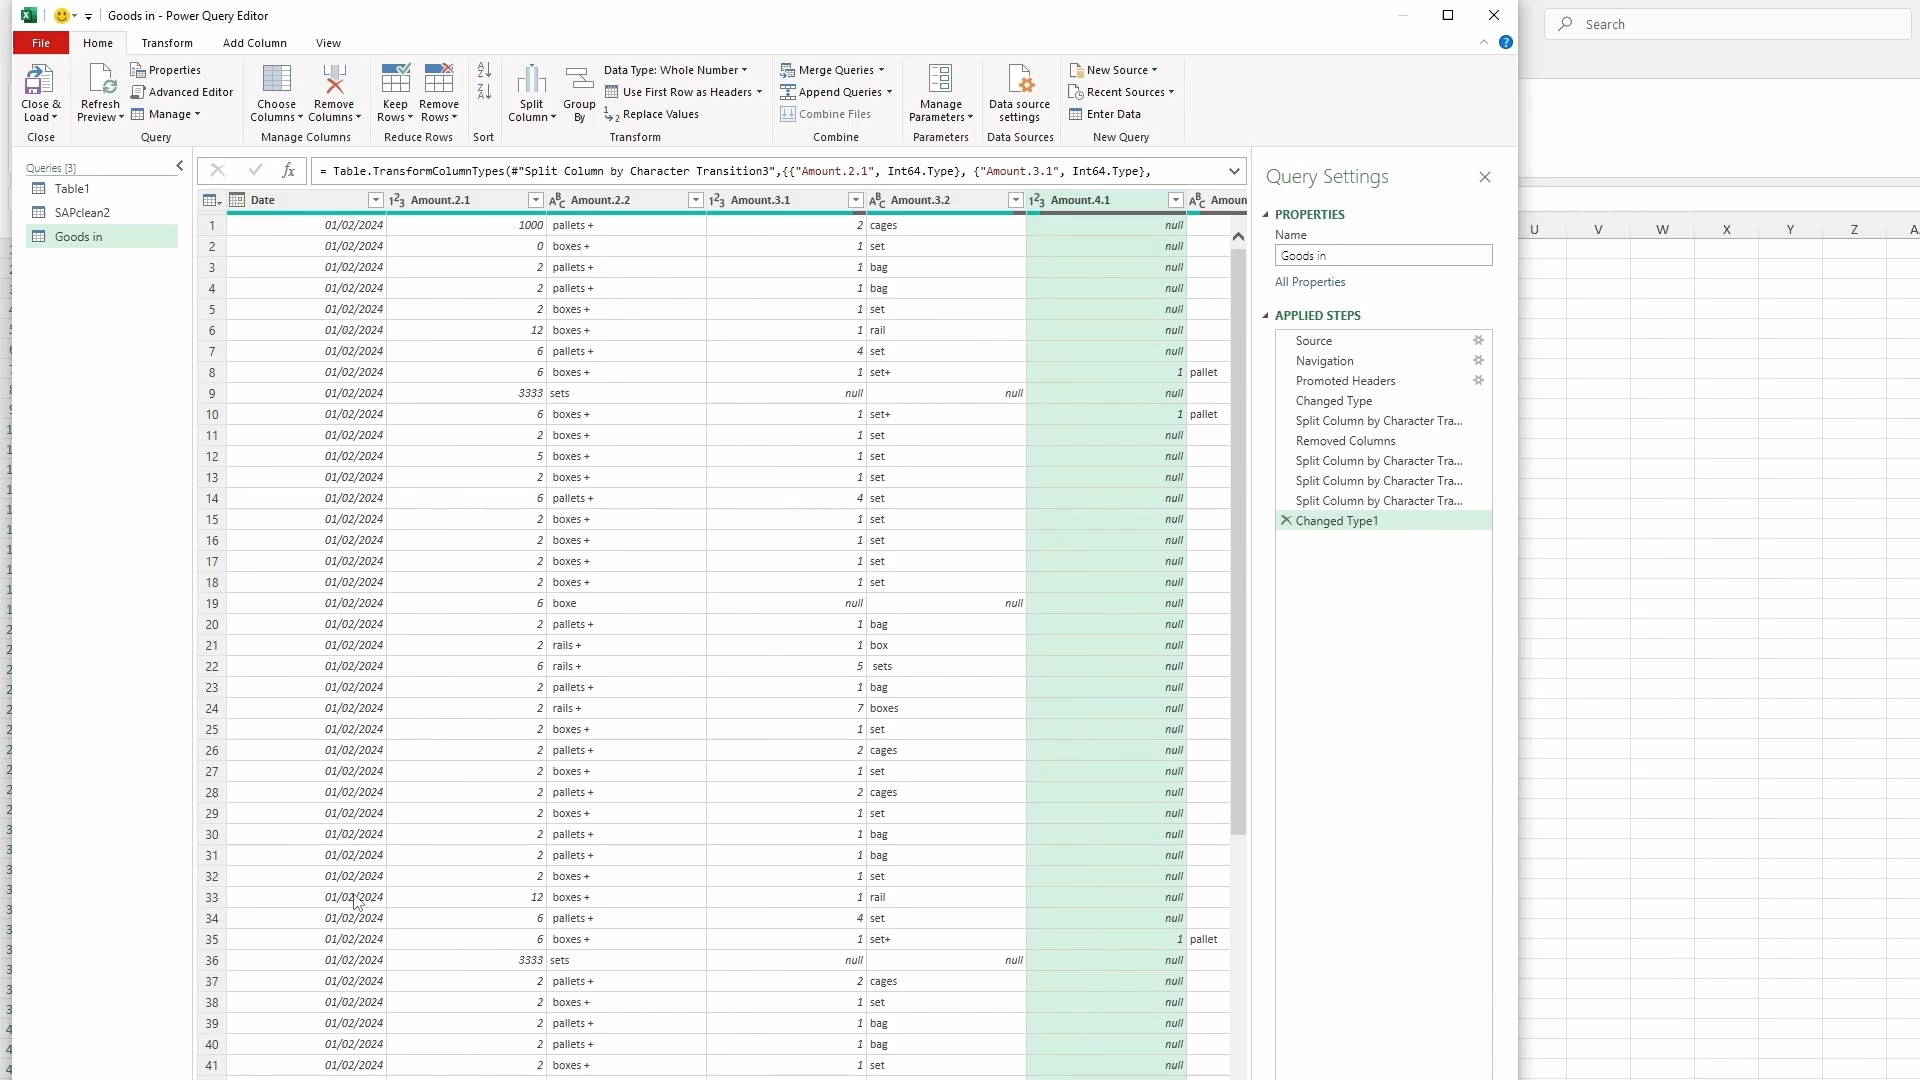 Goods in - Power Query Editor
Search
File Home Transform Add Column View
Close & Load
Refresh Preview
Properties
Advanced Editor
Manage
Choose Columns
Remove Columns
Keep Rows
Remove Rows
Split Column
Group By
Data Type: Whole Number
Use First Row as Headers
Replace Values
Merge Queries
Append Queries
Combine Files
Manage Parameters
Data source settings
New Source
Recent Sources
Enter Data
Close Query Manage Columns Reduce Rows Sort Transform Combine Parameters Data Sources New Query
Queries [3]
Table1
SAPclean2
Goods in
fx = Table.TransformColumnTypes(#"Split Column by Character Transition3",{{"Amount.2.1", Int64.Type}, {"Amount.3.1", Int64.Type},
Date 123 Amount.2.1 ABC Amount.2.2 123 Amount.3.1 ABC Amount.3.2 123 Amount.4.1 ABC Amoun
1 01/02/2024 1000 pallets + 2 cages null
2 01/02/2024 0 boxes + 1 set null
3 01/02/2024 2 pallets + 1 bag null
4 01/02/2024 2 pallets + 1 bag null
5 01/02/2024 2 boxes + 1 set null
6 01/02/2024 12 boxes + 1 rail null
7 01/02/2024 6 pallets + 4 set null
8 01/02/2024 6 boxes + 1 set+ 1 pallet
9 01/02/2024 3333 sets null null null
10 01/02/2024 6 boxes + 1 set+ 1 pallet
11 01/02/2024 2 boxes + 1 set null
12 01/02/2024 5 boxes + 1 set null
13 01/02/2024 2 boxes + 1 set null
14 01/02/2024 6 pallets + 4 set null
15 01/02/2024 2 boxes + 1 set null
16 01/02/2024 2 boxes + 1 set null
17 01/02/2024 2 boxes + 1 set null
18 01/02/2024 2 boxes + 1 set null
19 01/02/2024 6 boxe null null null
20 01/02/2024 2 pallets + 1 bag null
21 01/02/2024 2 rails + 1 box null
22 01/02/2024 6 rails + 5 sets null
23 01/02/2024 2 pallets + 1 bag null
24 01/02/2024 2 rails + 7 boxes null
25 01/02/2024 2 boxes + 1 set null
26 01/02/2024 2 pallets + 2 cages null
27 01/02/2024 2 boxes + 1 set null
28 01/02/2024 2 pallets + 2 cages null
29 01/02/2024 2 boxes + 1 set null
30 01/02/2024 2 pallets + 1 bag null
31 01/02/2024 2 pallets + 1 bag null
32 01/02/2024 2 boxes + 1 set null
33 01/02/2024 12 boxes + 1 rail null
34 01/02/2024 6 pallets + 4 set null
35 01/02/2024 6 boxes + 1 set+ 1 pallet
36 01/02/2024 3333 sets null null null
37 01/02/2024 2 pallets + 2 cages null
38 01/02/2024 2 boxes + 1 set null
39 01/02/2024 2 pallets + 1 bag null
40 01/02/2024 2 pallets + 1 bag null
41 01/02/2024 2 boxes + 1 set null
Query Settings
PROPERTIES
Name
Goods in
All Properties
APPLIED STEPS
Source
Navigation
Promoted Headers
Changed Type
Split Column by Character Tra...
Removed Columns
Split Column by Character Tra...
Split Column by Character Tra...
Split Column by Character Tra...
Changed Type1
U V W X Y Z